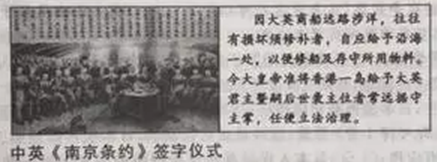 因大英商船远路涉洋，往往
有损坏须修补者，自应给予沿海
一处，以便修船及存守所用物料。
今大皇帝准将香港一岛给予大英
君主暨嗣后世袭主位者常远据守
主掌，任便立法治理。
中英《南京条约》签字仪式